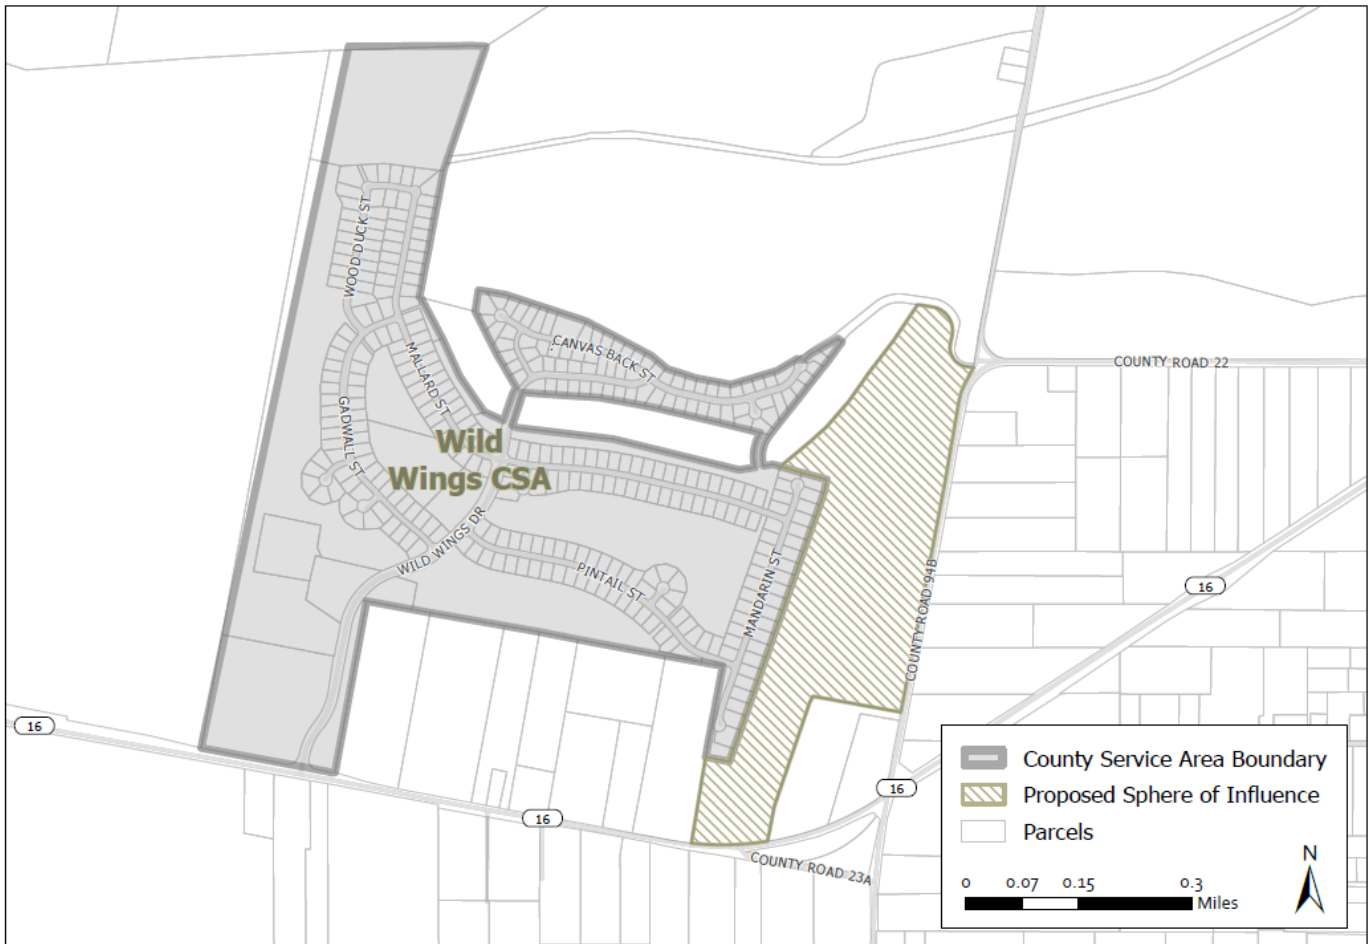 WOOD DUCK ST
CANVAS BACK ST
COUNTY ROAD 22
MALLARD ST
GADWALL ST
Wild
Wings CSA
WILD WINGS DR
PINTAIL ST
MANDARIN ST
COUNTY ROAD 94B
16
16
16
16
COUNTY ROAD 23A
County Service Area Boundary
Proposed Sphere of Influence
Parcels
N
0 0.07 0.15 0.3
Miles